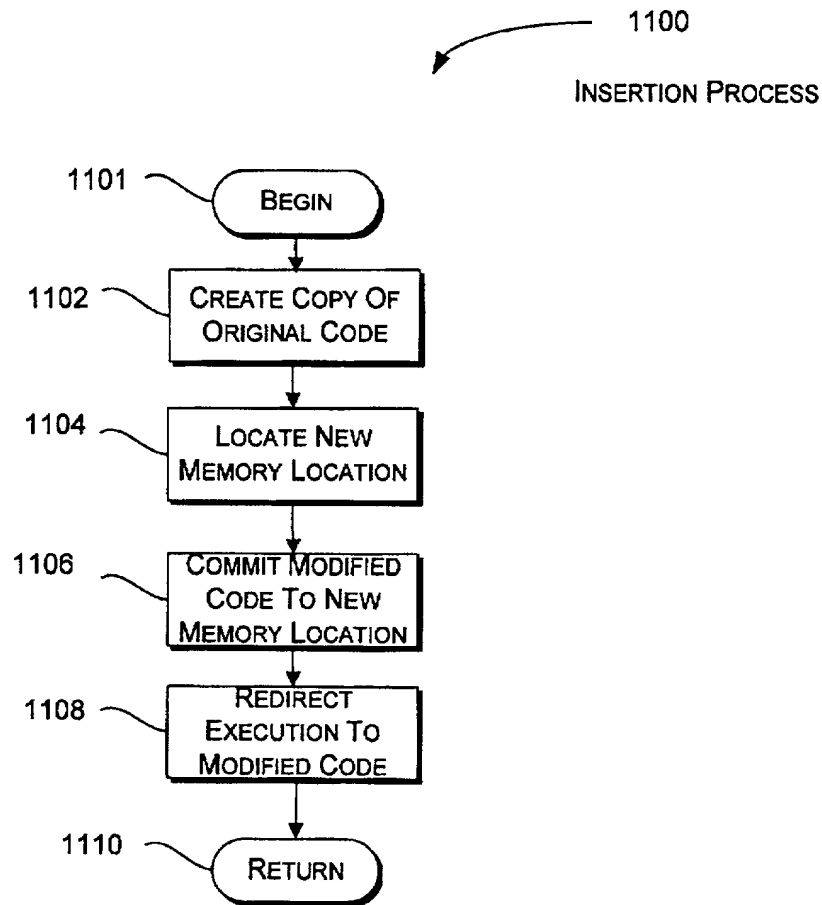 1100
INSERTION PROCESS
1101
BEGIN
1102
CREATE COPY OF
ORIGINAL CODE
1104
LOCATE NEW
MEMORY LOCATION
1106
COMMIT MODIFIED
CODE TO NEW
MEMORY LOCATION
1108
REDIRECT
EXECUTION TO
MODIFIED CODE
1110
RETURN